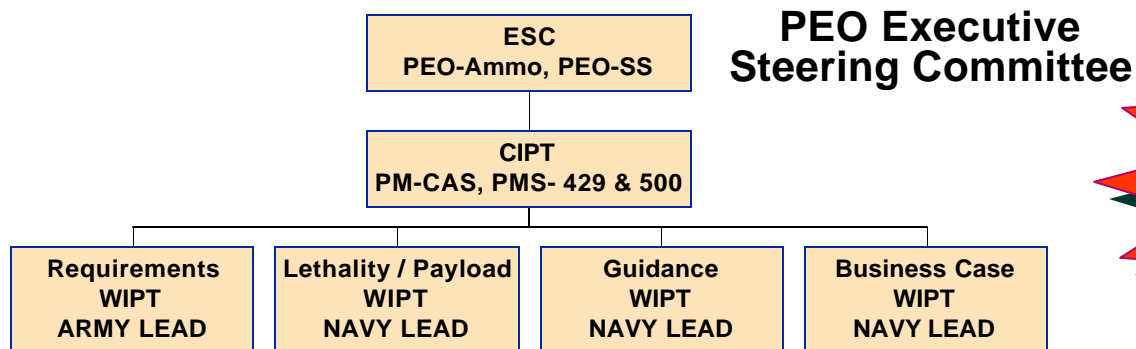 PEO Executive
Steering Committee
ESC
PEO-Ammo, PEO-SS
CIPT
PM-CAS, PMS- 429 & 500
Requirements
WIPT
ARMY LEAD
Lethality / Payload
WIPT
NAVY LEAD
Guidance
WIPT
NAVY LEAD
Business Case
WIPT
NAVY LEAD